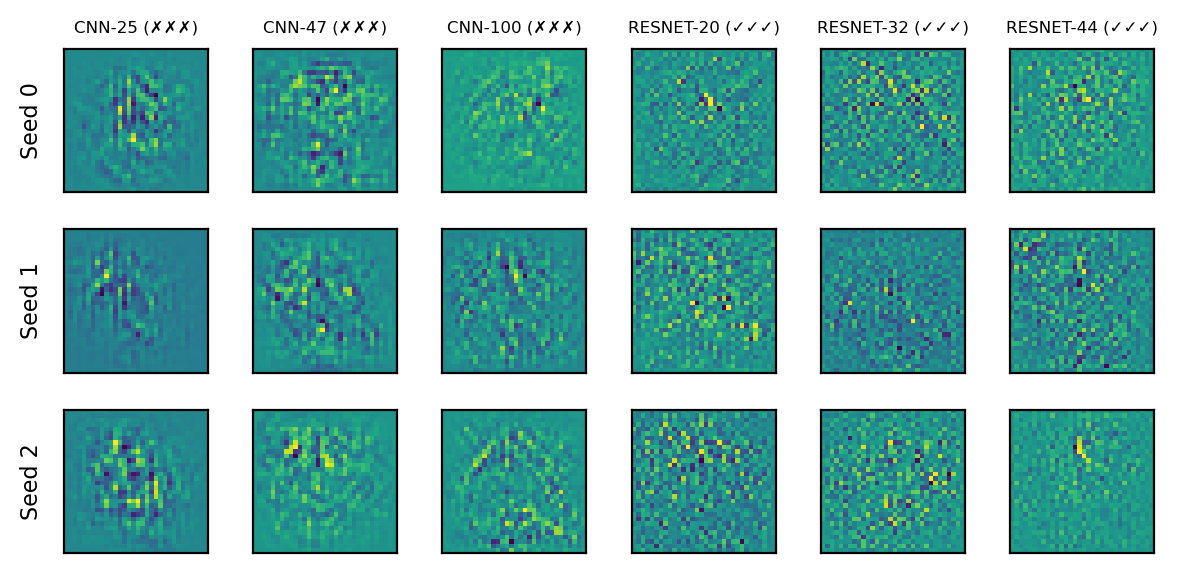 CNN-25 (✗✗✗) CNN-47 (✗✗✗) CNN-100 (✗✗✗) RESNET-20 (✓✓✓) RESNET-32 (✓✓✓) RESNET-44 (✓✓✓)
Seed 0
Seed 1
Seed 2